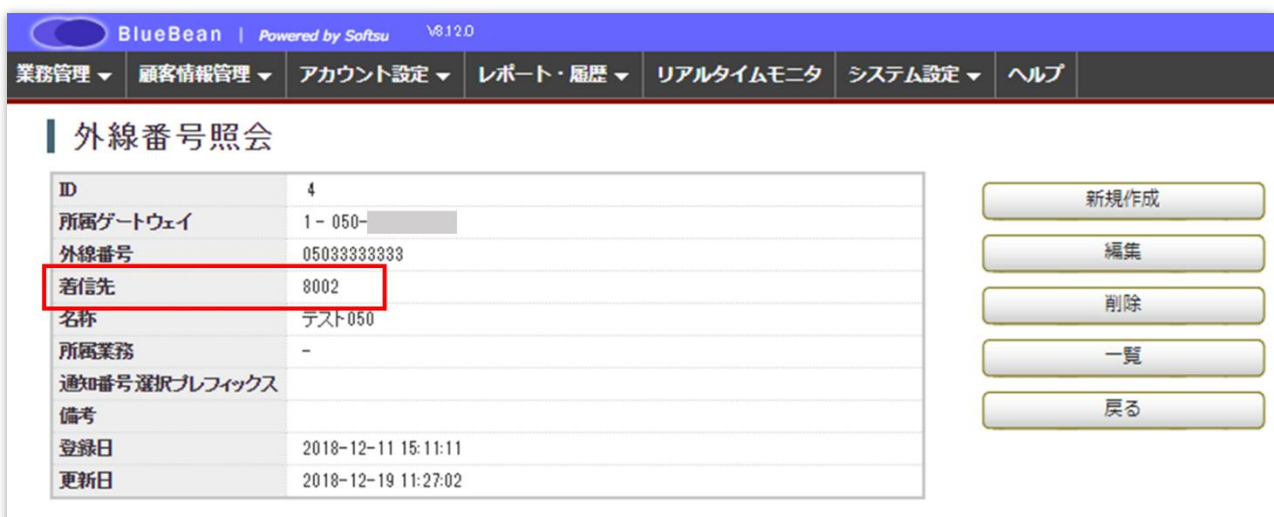 BlueBean | Powered by Softsu V8.12.0
業務管理 顧客情報管理 アカウント設定 レポート・履歴 リアルタイムモニタ システム設定 ヘルプ
外線番号照会
ID 4
所属ゲートウェイ 1 - 050-
外線番号 05033333333
着信先 8002
名称 テスト050
所属業務 -
通知番号選択プレフィックス
備考
登録日 2018-12-11 15:11:11
更新日 2018-12-19 11:27:02
新規作成
編集
削除
一覧
戻る